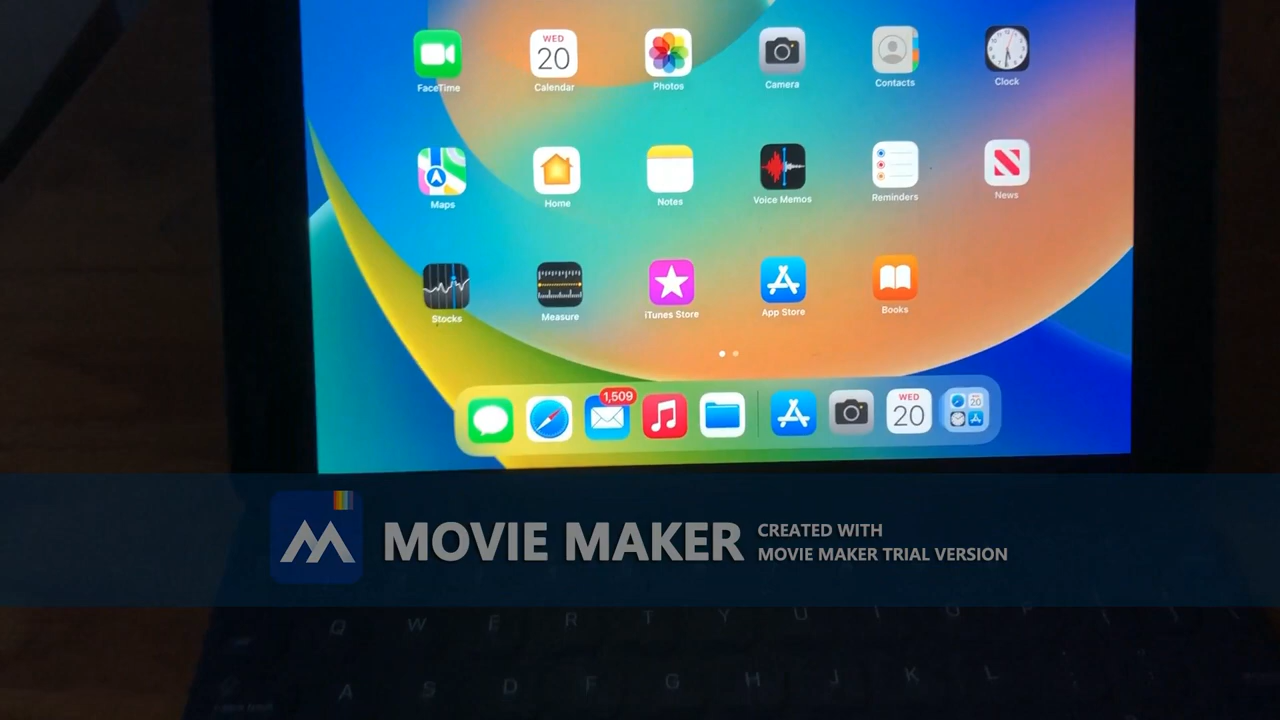 WED
20
FaceTime
Calendar
Photos
Camera
Contacts
Clock
Maps
Home
Notes
Voice Memos
Reminders
News
Stocks
Measure
iTunes Store
App Store
Books
1,509
WED
20
20
MOVIE MAKER
CREATED WITH
MOVIE MAKER TRIAL VERSION
Q W E R T Y U I O P
A S D F G H J K L